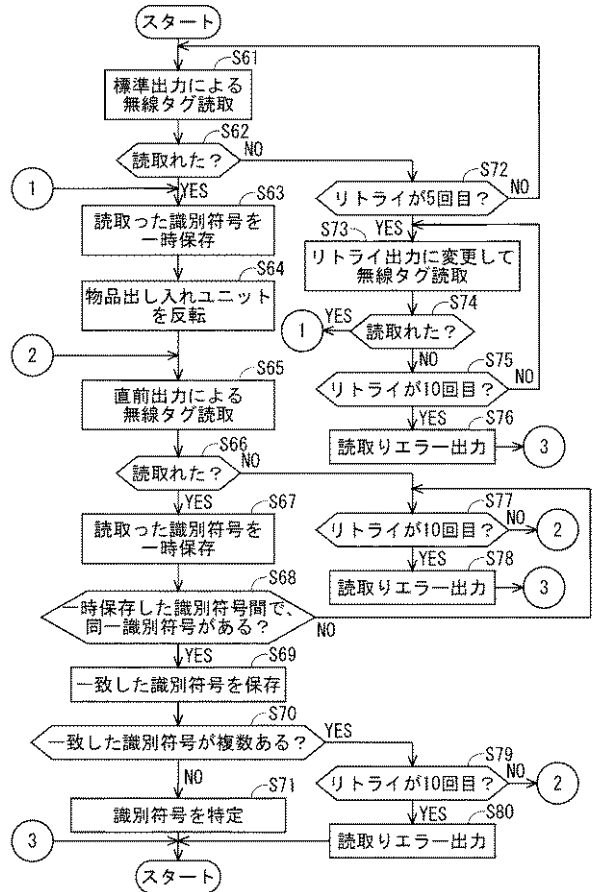 スタート
S61
標準出力による
無線タグ読取
S62
読取れた？
NO
YES
S72
リトライが5回目？
NO
YES
1
S63
読取った識別符号を
一時保存
S73
リトライ出力に変更して
無線タグ読取
S64
物品出し入れユニット
を反転
S74
読取れた？
YES
1
NO
2
S75
リトライが10回目？
NO
YES
S65
直前出力による
無線タグ読取
S76
読取りエラー出力
3
S66
読取れた？
NO
YES
S67
読取った識別符号を
一時保存
S77
リトライが10回目？
NO
2
YES
S78
読取りエラー出力
3
S68
一時保存した識別符号間で、
同一識別符号がある？
NO
YES
S69
一致した識別符号を保存
S70
一致した識別符号が複数ある？
YES
NO
S79
リトライが10回目？
NO
2
YES
S71
識別符号を特定
S80
読取りエラー出力
3
スタート